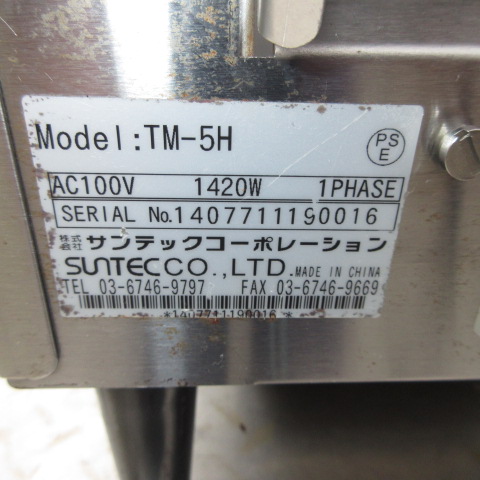 Model:TM-5H
PS
E
AC100V 1420W 1PHASE
SERIAL No.1407711190016
株式会社 サンテックコーポレーション
SUNTECCO.,LTD.MADE IN CHINA
TEL 03-6746-9797 FAX 03-6746-9669
*1407711190016*